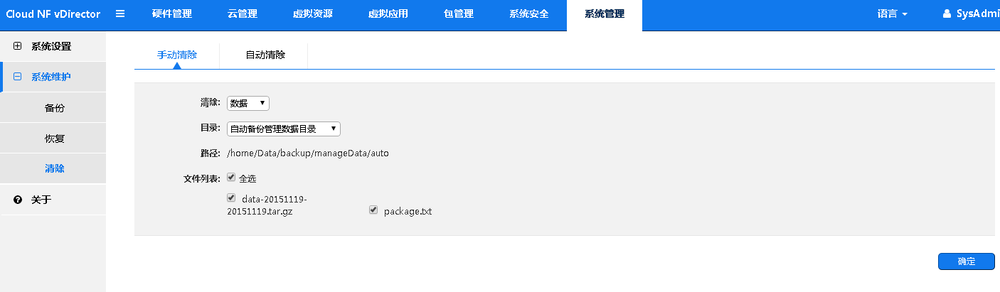 Cloud NF vDirector 硬件管理 云管理 虚拟资源 虚拟应用 包管理 系统安全 系统管理 语言 SysAdmi
系统设置
系统维护
备份
恢复
清除
关于
手动清除 自动清除
清除: 数据
目录: 自动备份管理数据目录
路径: /home/Data/backup/manageData/auto
文件列表: 全选
data-20151119-
20151119.tar.gz package.txt
确定